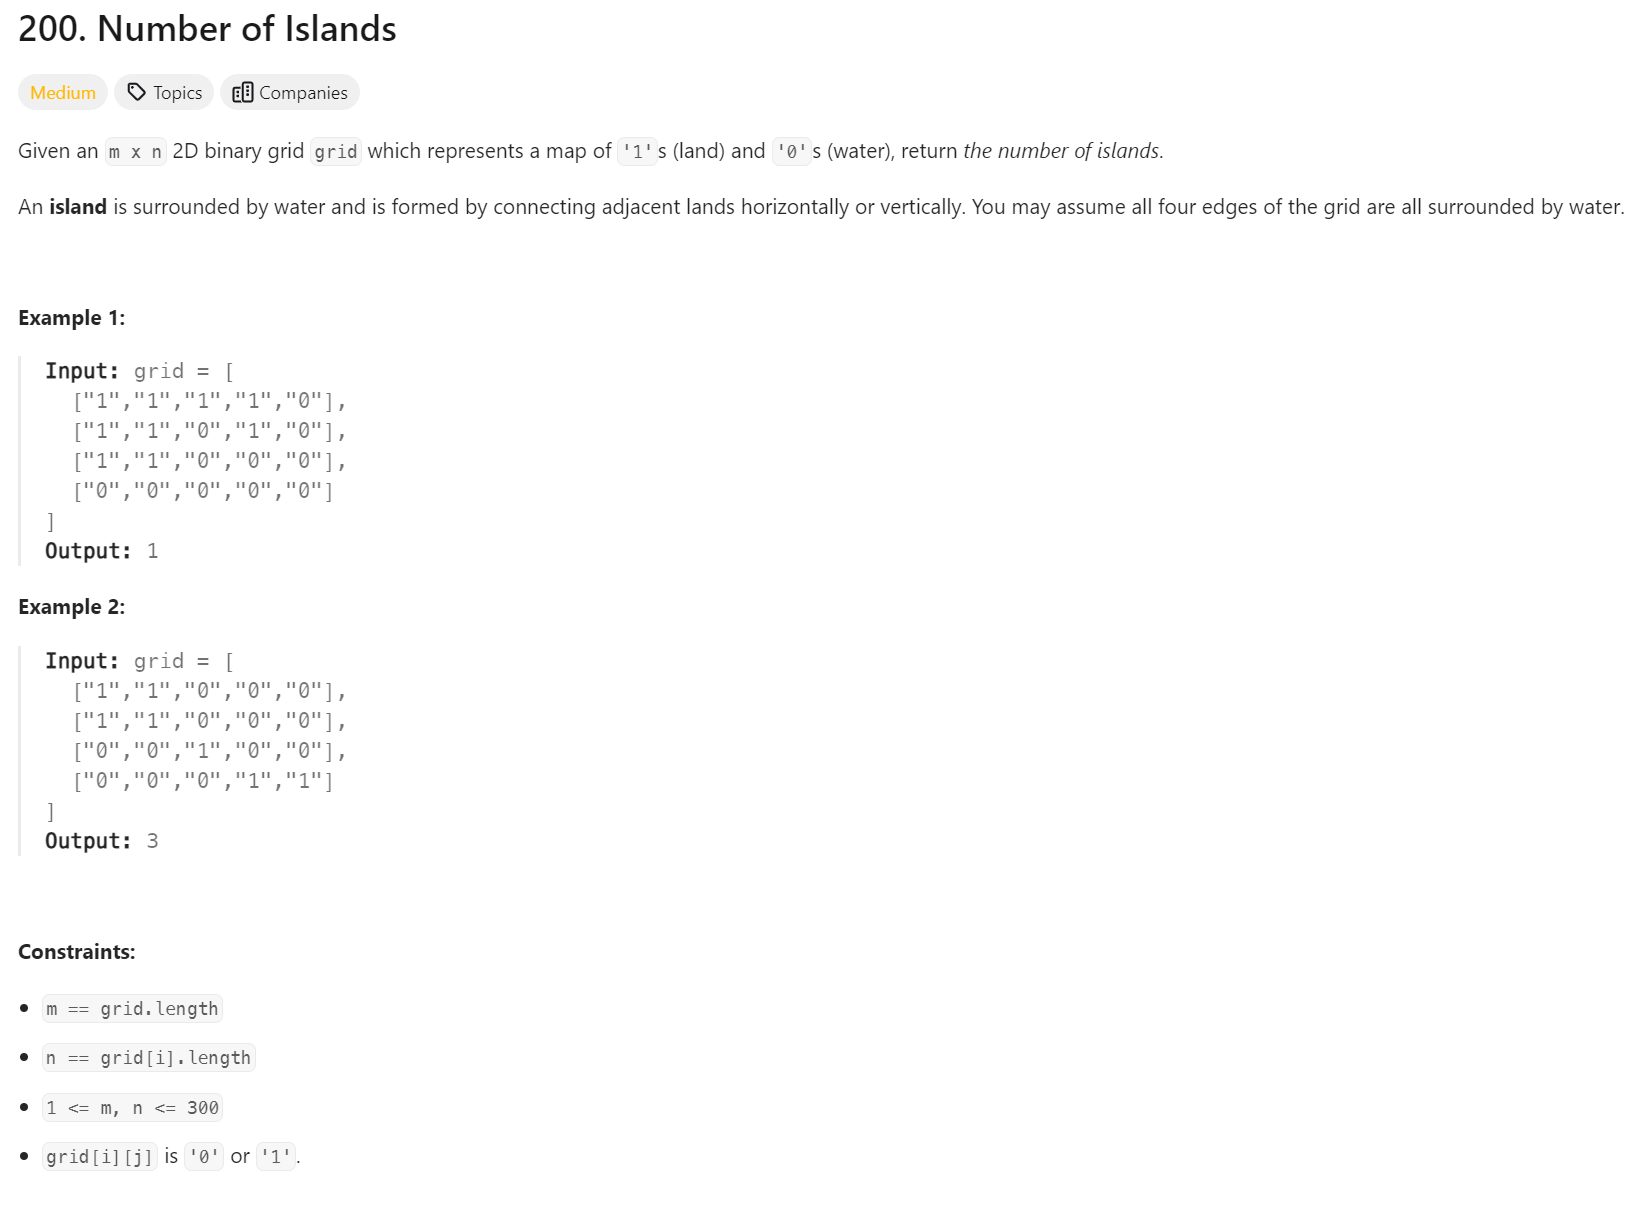 200. Number of Islands
Medium Topics Companies
Given an m x n 2D binary grid grid which represents a map of '1's (land) and '0's (water), return the number of islands.
An island is surrounded by water and is formed by connecting adjacent lands horizontally or vertically. You may assume all four edges of the grid are all surrounded by water.
Example 1:
Input: grid = [
["1","1","1","1","0"],
["1","1","0","1","0"],
["1","1","0","0","0"],
["0","0","0","0","0"]
]
Output: 1
Example 2:
Input: grid = [
["1","1","0","0","0"],
["1","1","0","0","0"],
["0","0","1","0","0"],
["0","0","0","1","1"]
]
Output: 3
Constraints:
• m == grid.length
• n == grid[i].length
• 1 <= m, n <= 300
• grid[i][j] is '0' or '1'.